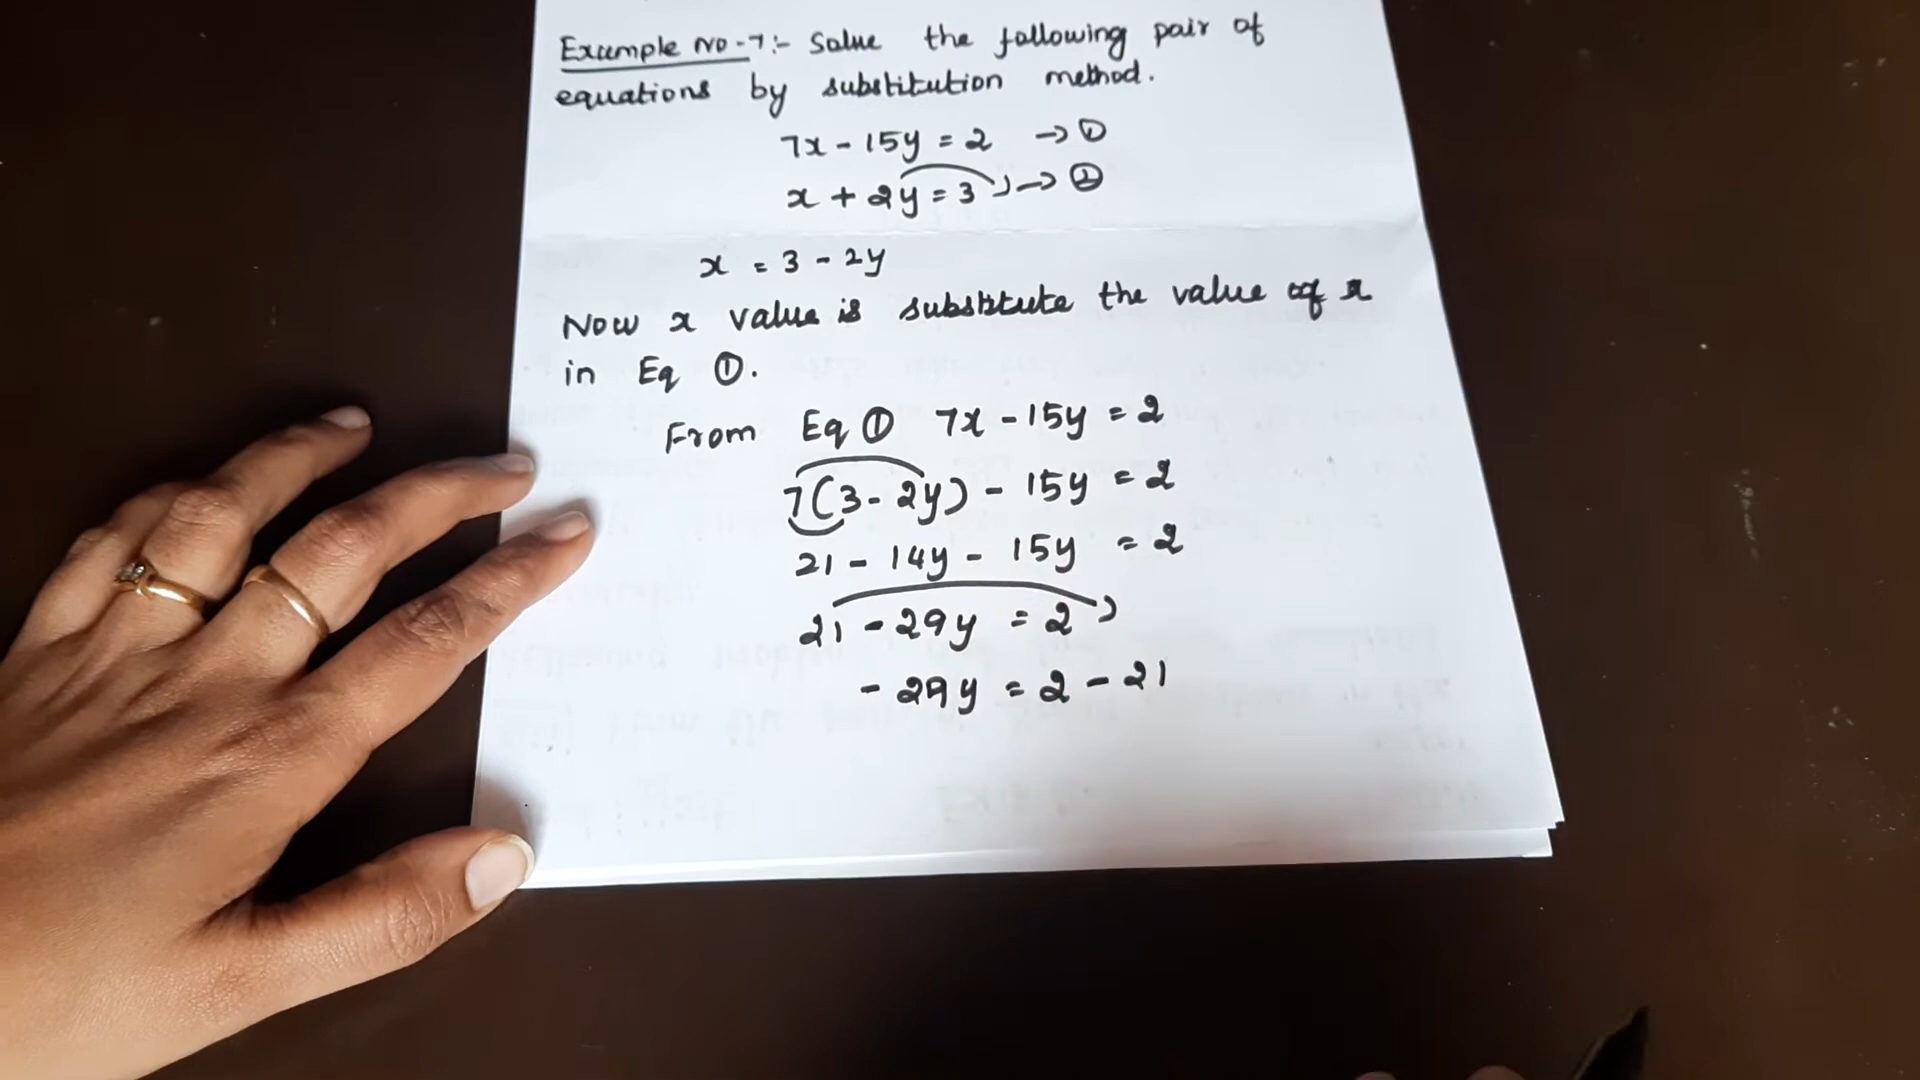 Example No-7:- Solve the following pair of
equations by substitution method.
7x - 15y = 2 → ①
x + 2y = 3 → ②
x = 3 - 2y
Now x value is substitute the value of x
in Eq ①.
From Eq ① 7x - 15y = 2
7(3 - 2y) - 15y = 2
21 - 14y - 15y = 2
21 - 29y = 2
- 29y = 2 - 21